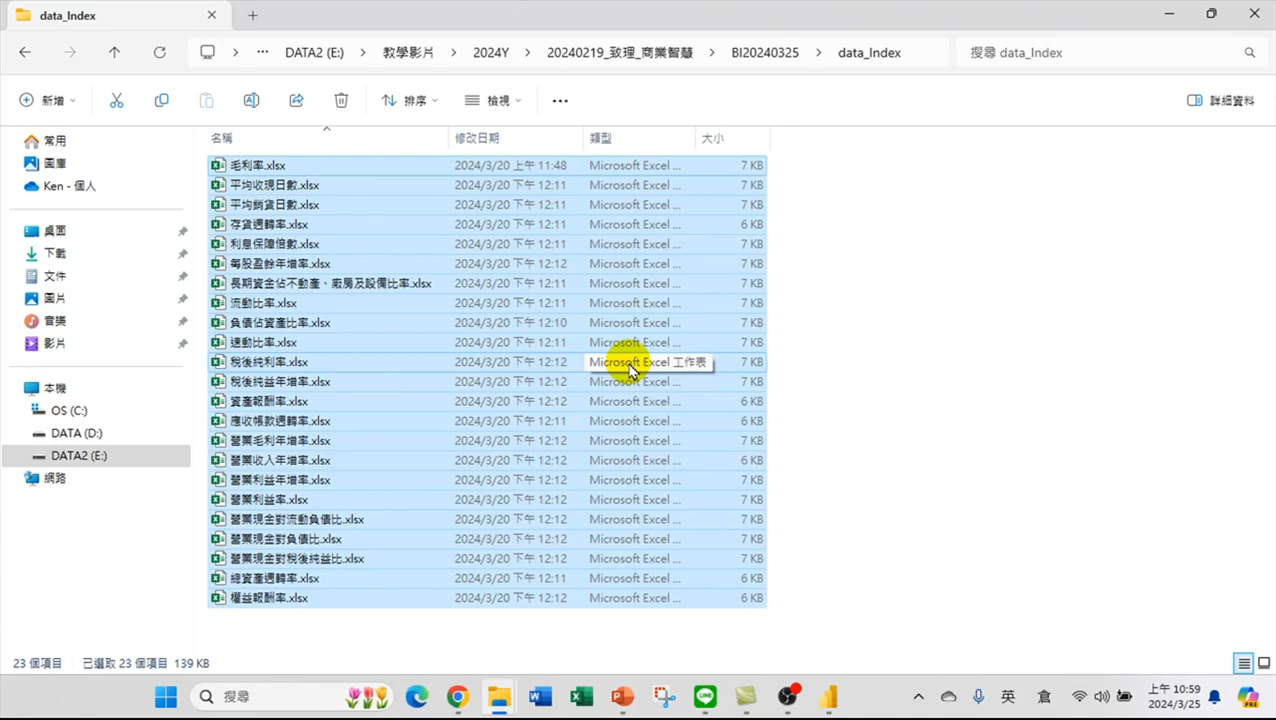 data_Index
DATA2 (E:) 教學影片 2024Y 20240219_致理_商業智慧 BI20240325 data_Index 搜尋 data_Index
新增 排序 檢視 詳細資料
常用
圖庫
Ken - 個人
桌面
下載
文件
圖片
音樂
影片
本機
OS (C:)
DATA (D:)
DATA2 (E:)
網路
名稱 修改日期 類型 大小
毛利率.xlsx 2024/3/20 上午 11:48 Microsoft Excel ... 7 KB
平均收現日數.xlsx 2024/3/20 下午 12:11 Microsoft Excel ... 7 KB
平均銷貨日數.xlsx 2024/3/20 下午 12:11 Microsoft Excel ... 7 KB
存貨週轉率.xlsx 2024/3/20 下午 12:11 Microsoft Excel ... 6 KB
利息保障倍數.xlsx 2024/3/20 下午 12:11 Microsoft Excel ... 7 KB
每股盈餘年增率.xlsx 2024/3/20 下午 12:12 Microsoft Excel ... 7 KB
長期資金佔不動產、廠房及設備比率.xlsx 2024/3/20 下午 12:11 Microsoft Excel ... 7 KB
流動比率.xlsx 2024/3/20 下午 12:11 Microsoft Excel ... 7 KB
負債佔資產比率.xlsx 2024/3/20 下午 12:10 Microsoft Excel ... 7 KB
速動比率.xlsx 2024/3/20 下午 12:11 Microsoft Excel ... 7 KB
稅後純利率.xlsx 2024/3/20 下午 12:12 Microsoft Excel 工作表 7 KB
稅後純益年增率.xlsx 2024/3/20 下午 12:12 Microsoft Excel ... 7 KB
資產報酬率.xlsx 2024/3/20 下午 12:12 Microsoft Excel ... 6 KB
應收帳款週轉率.xlsx 2024/3/20 下午 12:11 Microsoft Excel ... 6 KB
營業毛利年增率.xlsx 2024/3/20 下午 12:12 Microsoft Excel ... 7 KB
營業收入年增率.xlsx 2024/3/20 下午 12:12 Microsoft Excel ... 6 KB
營業利益年增率.xlsx 2024/3/20 下午 12:12 Microsoft Excel ... 7 KB
營業利益率.xlsx 2024/3/20 下午 12:12 Microsoft Excel ... 7 KB
營業現金對流動負債比.xlsx 2024/3/20 下午 12:12 Microsoft Excel ... 7 KB
營業現金對負債比.xlsx 2024/3/20 下午 12:12 Microsoft Excel ... 7 KB
營業現金對稅後純益比.xlsx 2024/3/20 下午 12:12 Microsoft Excel ... 7 KB
總資產週轉率.xlsx 2024/3/20 下午 12:11 Microsoft Excel ... 6 KB
權益報酬率.xlsx 2024/3/20 下午 12:12 Microsoft Excel ... 6 KB
23 個項目 已選取 23 個項目 139 KB
搜尋 英 上午 10:59
2024/3/25